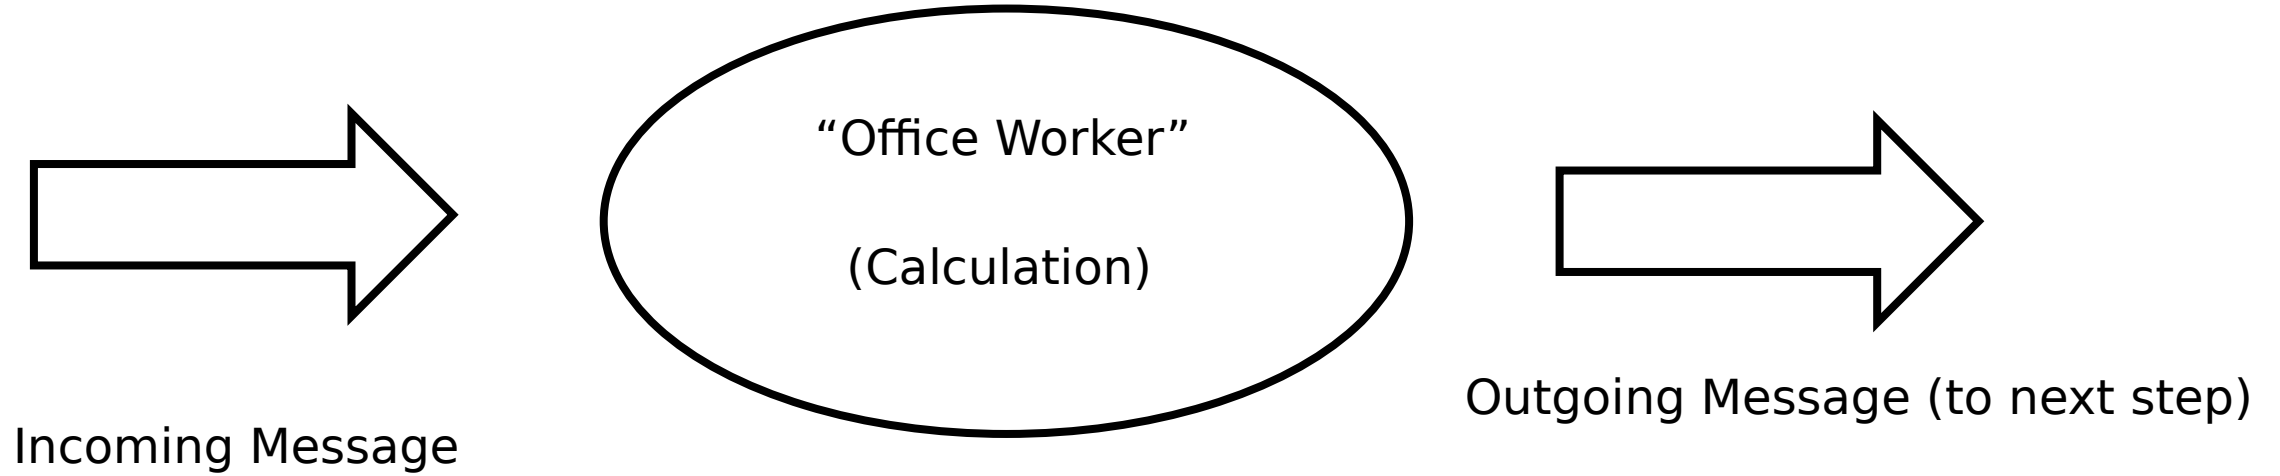 “Office Worker”
(Calculation)
Outgoing Message (to next step)
Incoming Message